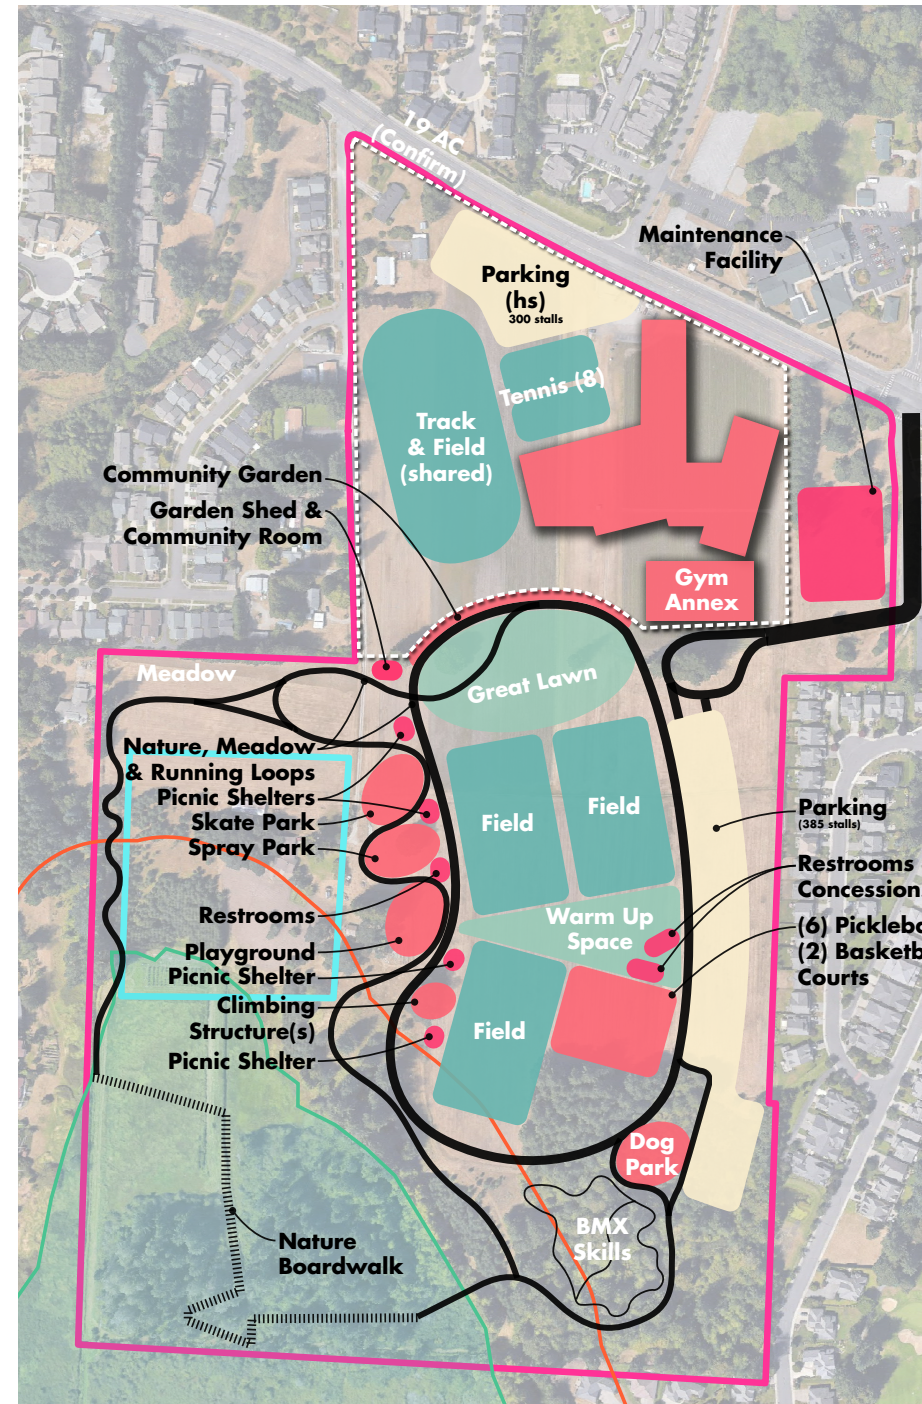 19 AC
(Confirm)
Maintenance
Facility
Parking
(hs)
300 stalls
Tennis (8)
Track
& Field
(shared)
Community Garden
Garden Shed &
Community Room
Gym
Annex
Meadow
Great Lawn
Nature, Meadow
& Running Loops
Picnic Shelters
Skate Park
Spray Park
Field
Field
Parking
(385 stalls)
Restrooms
Concession
Restrooms
Warm Up
Space
(6) Pickleba
(2) Basketb
Courts
Playground
Picnic Shelter
Climbing
Structure(s)
Picnic Shelter
Field
Dog
Park
BMX
Skills
Nature
Boardwalk